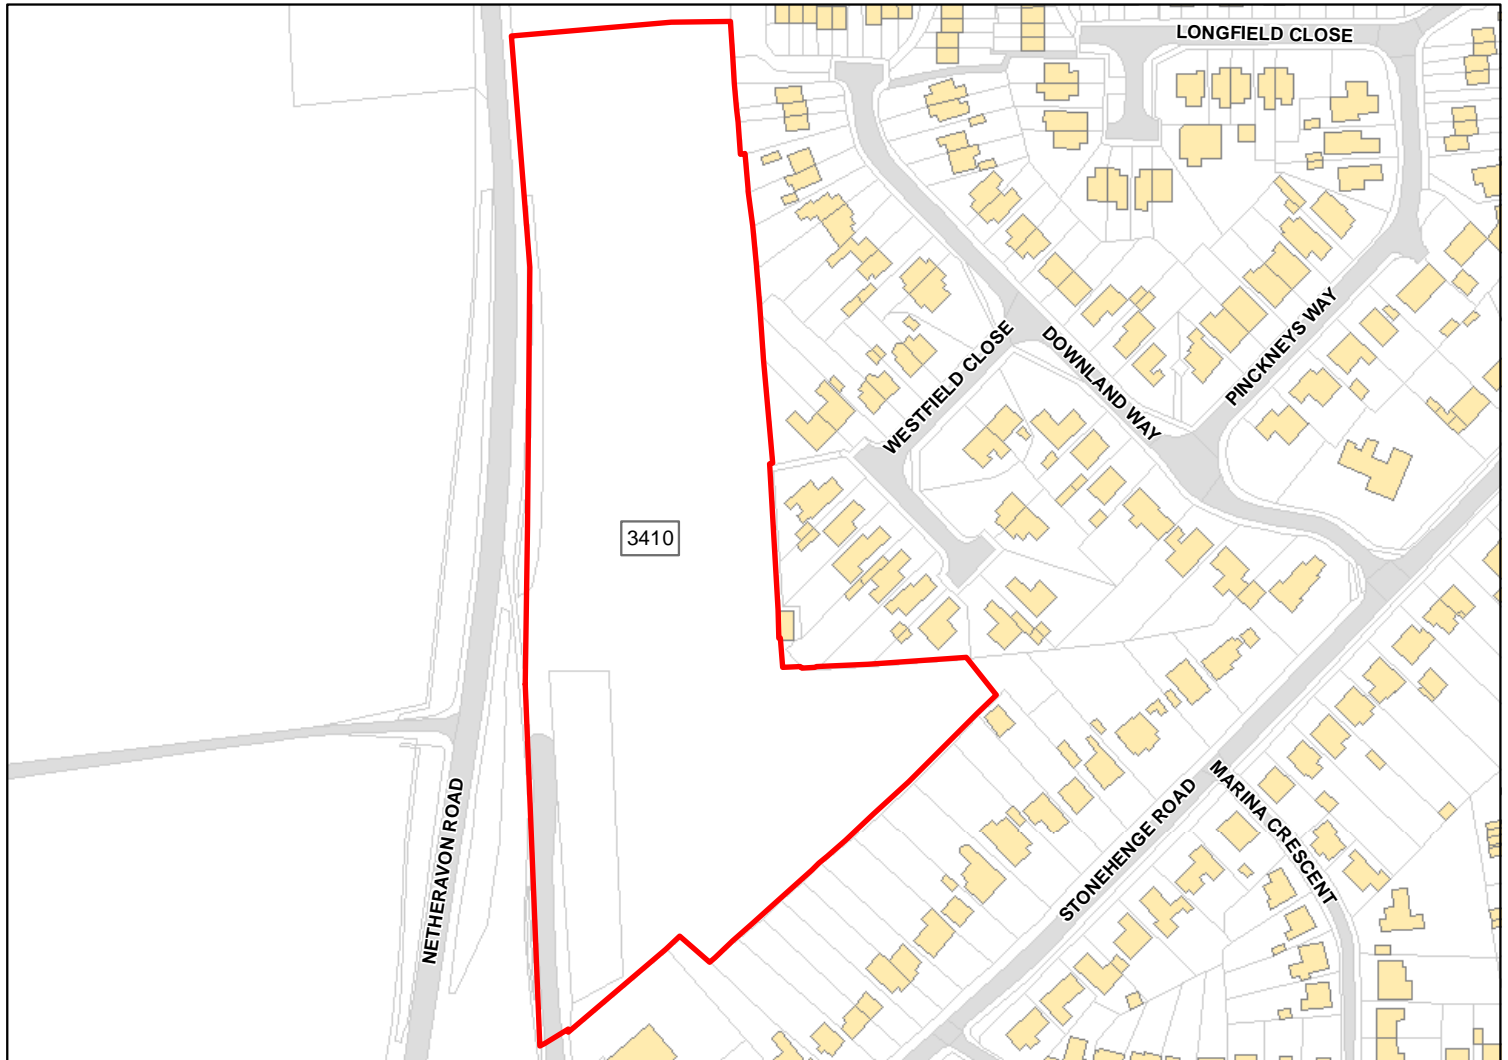 LONGFIELD CLOSE
WESTFIELD CLOSE
DOWNLAND WAY
PINCKNEYS WAY
3410
NETHERAVON ROAD
STONEHENGE ROAD
MARINA CRESCENT